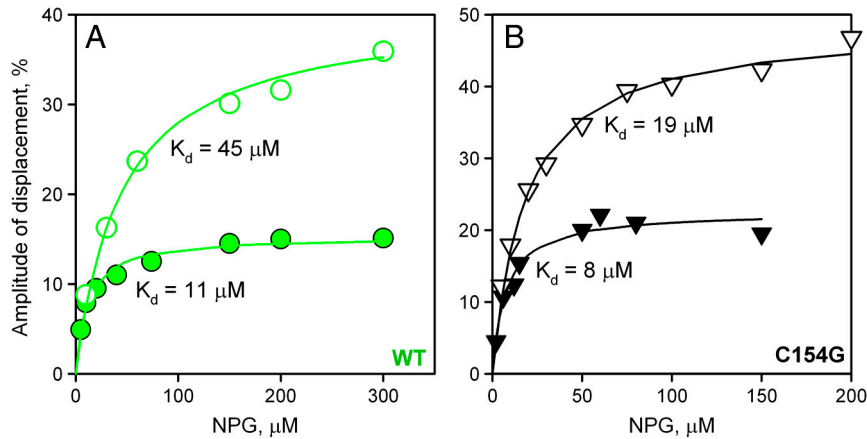 A
Amplitude of displacement, %
40
30
20
10
0
K_d = 45 μM
K_d = 11 μM
WT
0 100 200 300
NPG, μM
B
50
40
30
20
10
0
K_d = 19 μM
K_d = 8 μM
C154G
0 50 100 150 200
NPG, μM